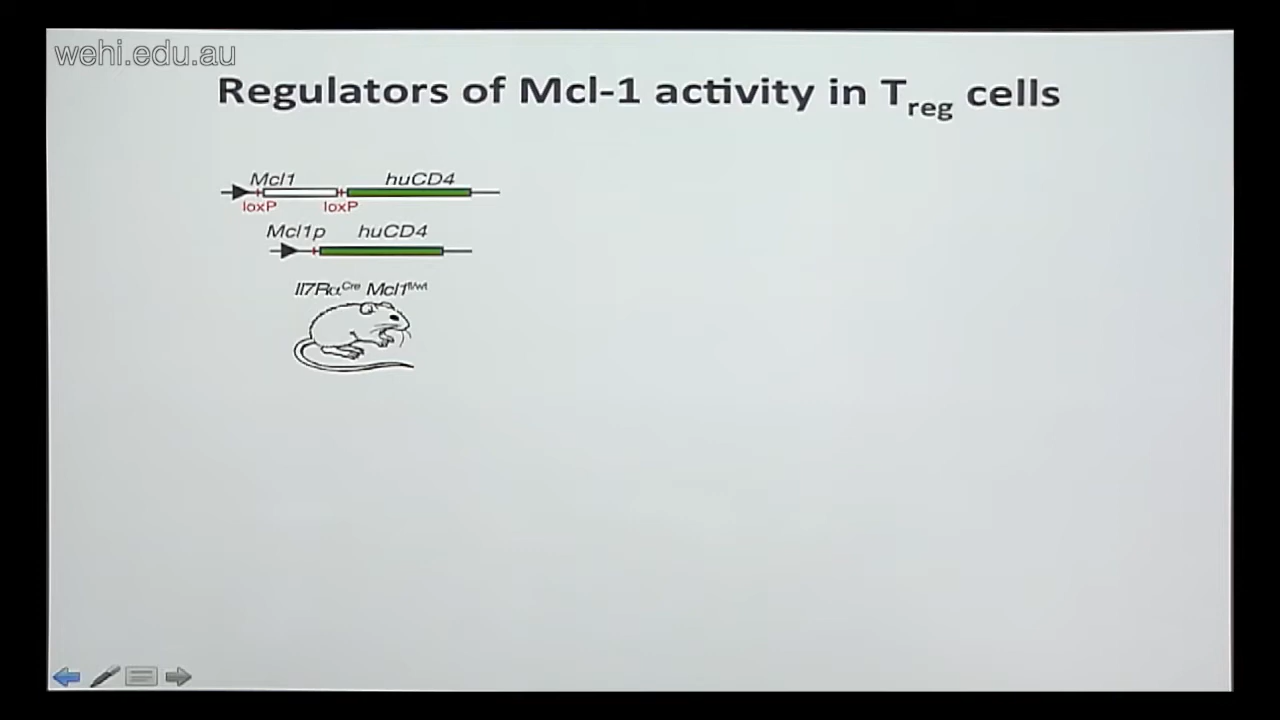 wehi.edu.au
Regulators of Mcl-1 activity in Treg cells
Mcl1 huCD4
loxP loxP
Mcl1p huCD4
Il7RαCre Mcl1fl/wt